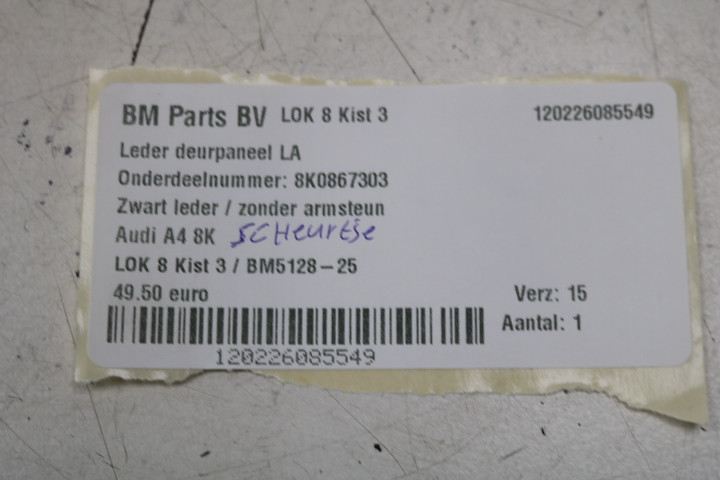 BM Parts BV LOK 8 Kist 3 120226085549
Leder deurpaneel LA
Onderdeelnummer: 8K0867303
Zwart leder / zonder armsteun
Audi A4 8K scheurtje
LOK 8 Kist 3 / BM5128-25
49.50 euro Verz: 15
Aantal: 1
120226085549